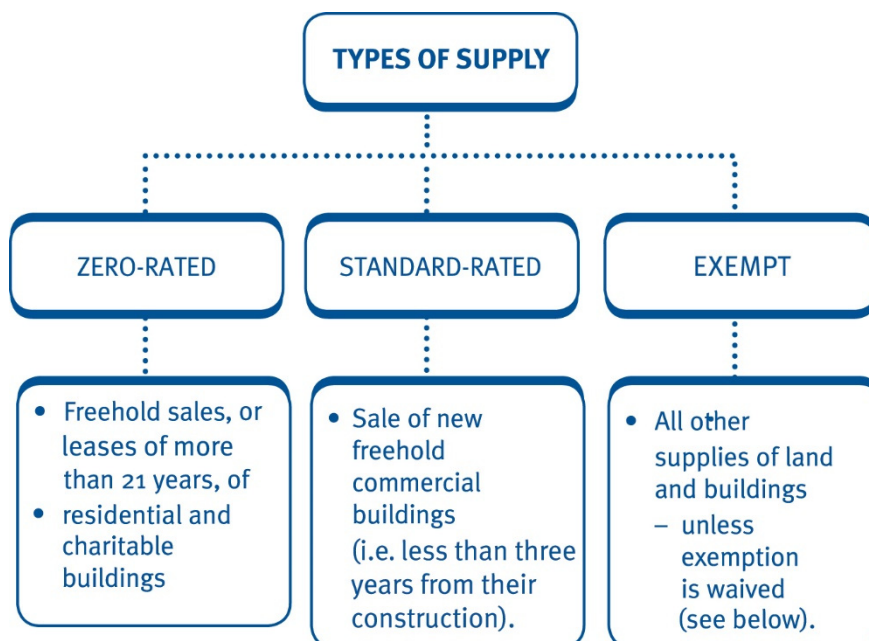 TYPES OF SUPPLY
ZERO-RATED
STANDARD-RATED
EXEMPT
• Freehold sales, or
leases of more
than 21 years, of
• residential and
charitable
buildings
• Sale of new
freehold
commercial
buildings
(i.e. less than three
years from their
construction).
• All other
supplies of land
and buildings
– unless
exemption
is waived
(see below).